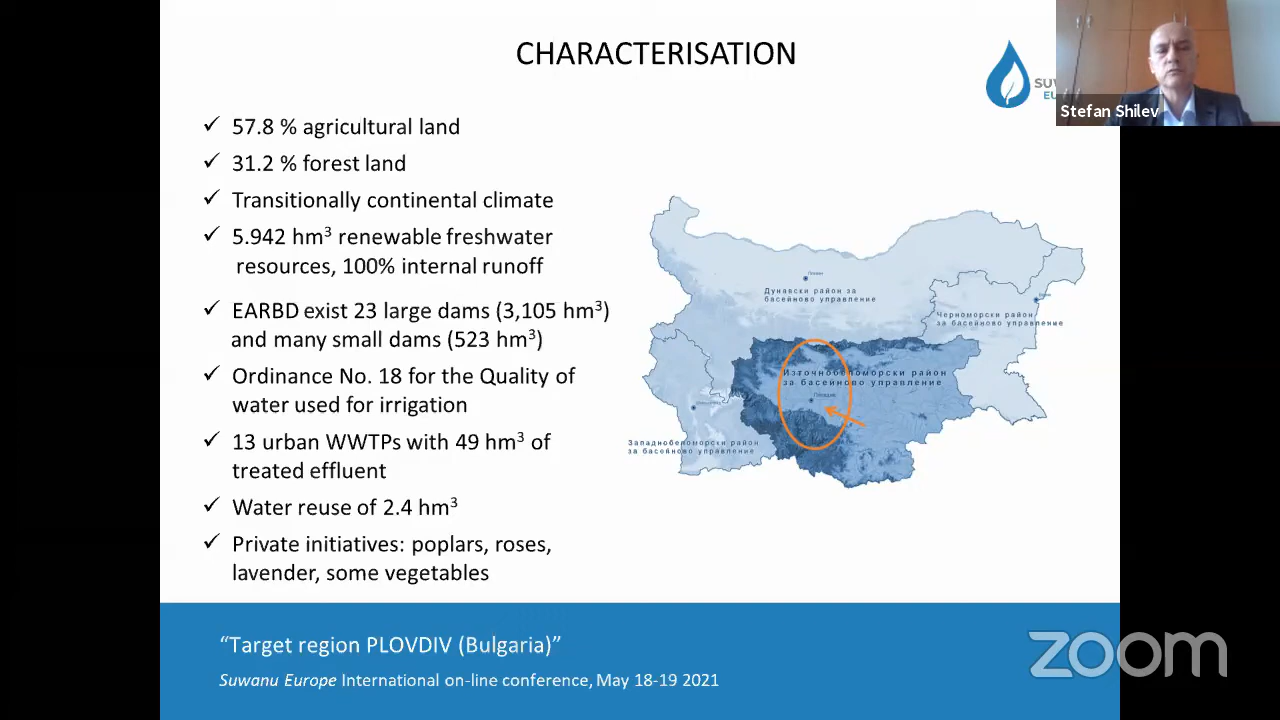 CHARACTERISATION
SUW
EU
Stefan Shilev
57.8 % agricultural land
31.2 % forest land
Transitionally continental climate
5.942 hm³ renewable freshwater
resources, 100% internal runoff
EARBD exist 23 large dams (3,105 hm³)
and many small dams (523 hm³)
Ordinance No. 18 for the Quality of
water used for irrigation
13 urban WWTPs with 49 hm³ of
treated effluent
Water reuse of 2.4 hm³
Private initiatives: poplars, roses,
lavender, some vegetables
Плевен
Дунавски район за
басейново управление
Черноморски район
за басейново управление
Източнобеломорски район
за басейново управление
Пловдив
Западнобеломорски район
за басейново управление
“Target region PLOVDIV (Bulgaria)”
Suwanu Europe International on-line conference, May 18-19 2021
zoom